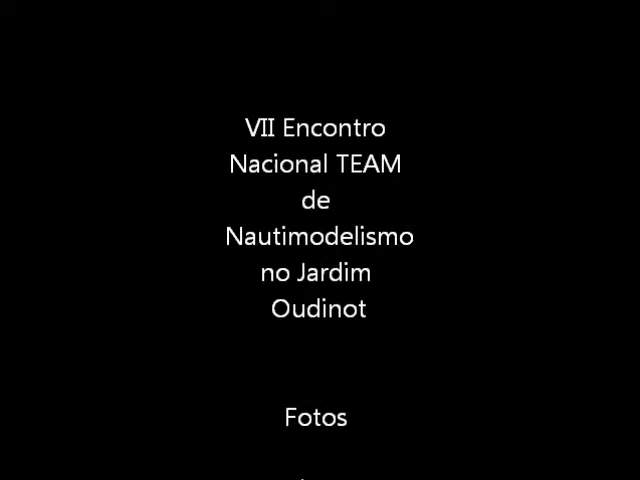 VII Encontro
Nacional TEAM
de
Nautimodelismo
no Jardim
Oudinot
Fotos